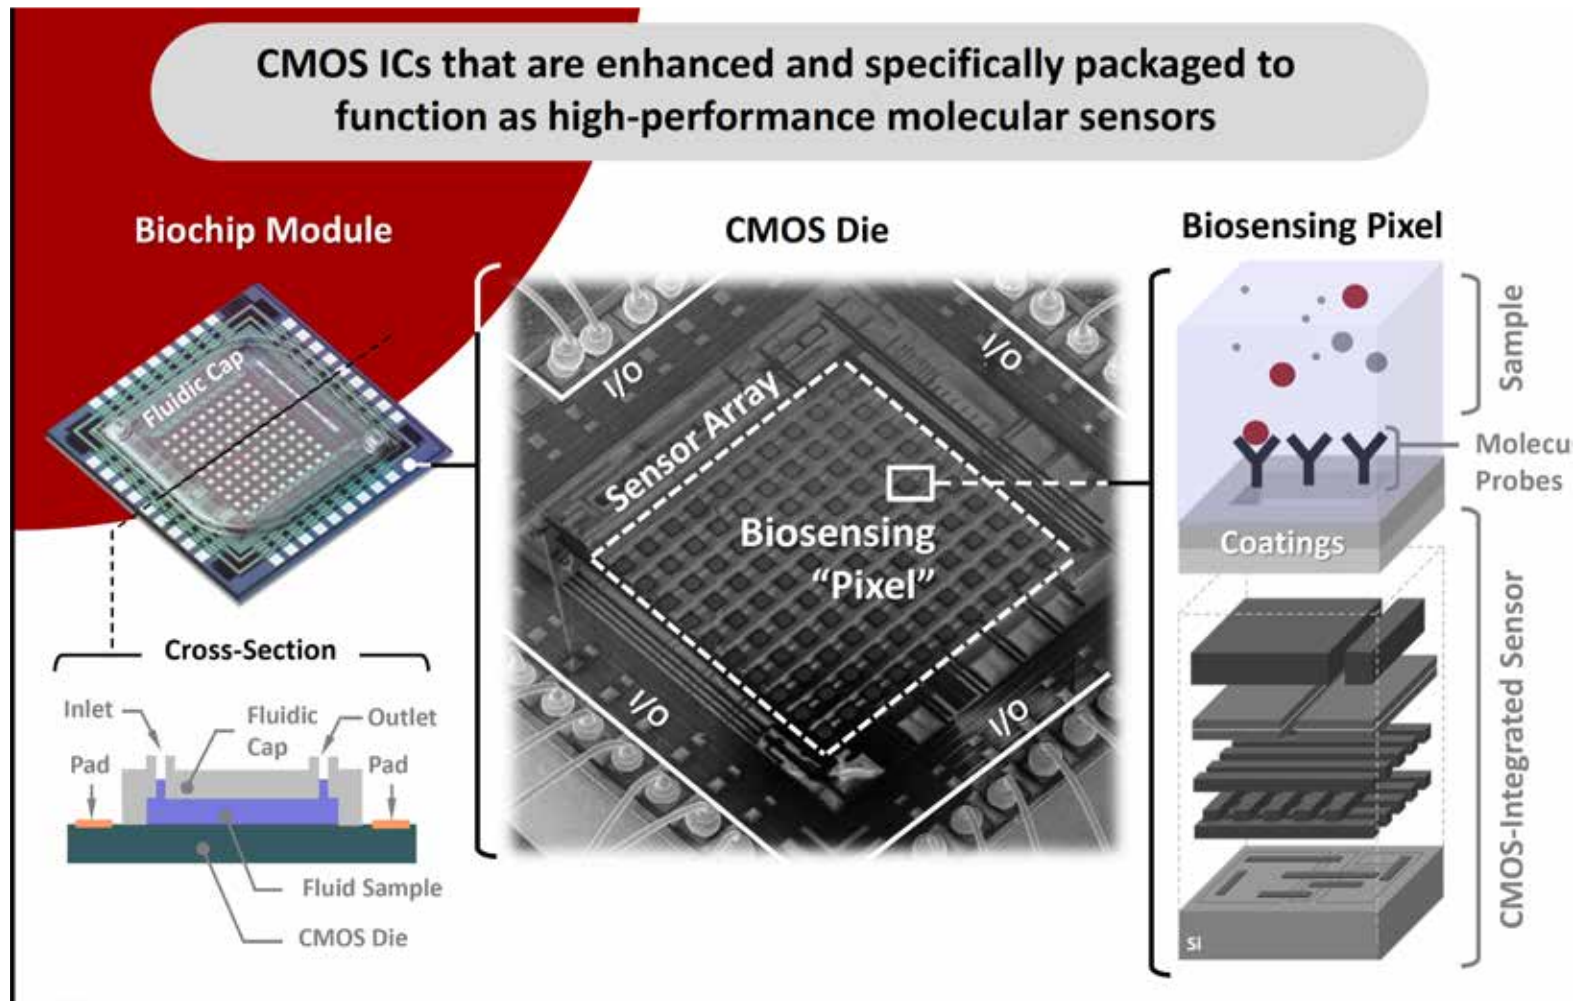 CMOS ICs that are enhanced and specifically packaged to
function as high-performance molecular sensors
Biochip Module
Fluidic Cap
Cross-Section
Inlet
Fluidic
Cap
Outlet
Pad
Pad
Fluid Sample
CMOS Die
CMOS Die
I/O
I/O
Sensor Array
Biosensing
“Pixel”
I/O
I/O
Biosensing Pixel
Sample
Molecu
Probes
Coatings
CMOS-Integrated Sensor
Si